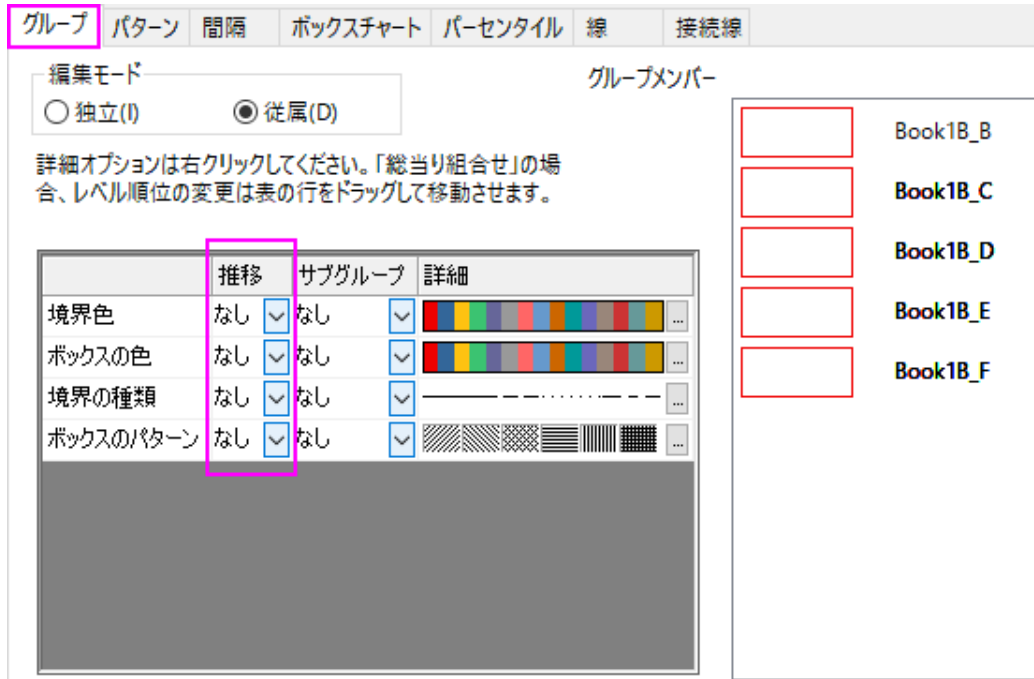 グループ パターン 間隔 ボックスチャート パーセンタイル 線 接続線
編集モード
独立(I) 従属(D)
詳細オプションは右クリックしてください。「総当り組合せ」の場
合、レベル順位の変更は表の行をドラッグして移動させます。
推移 サブグループ 詳細
境界色 なし なし ...
ボックスの色 なし なし ...
境界の種類 なし なし ...
ボックスのパターン なし なし ...
グループメンバー
Book1B_B
Book1B_C
Book1B_D
Book1B_E
Book1B_F